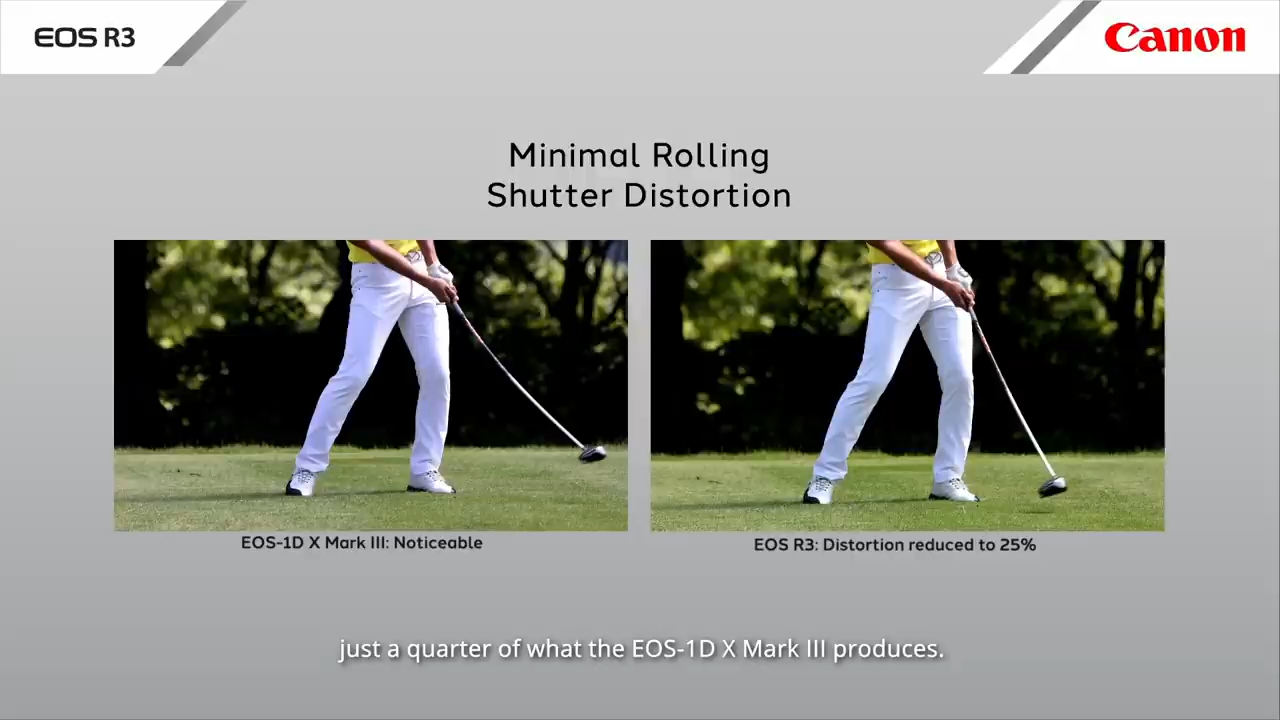 EOS R3
Canon
Minimal Rolling
Shutter Distortion
EOS-1D X Mark III: Noticeable
EOS R3: Distortion reduced to 25%
just a quarter of what the EOS-1D X Mark III produces.